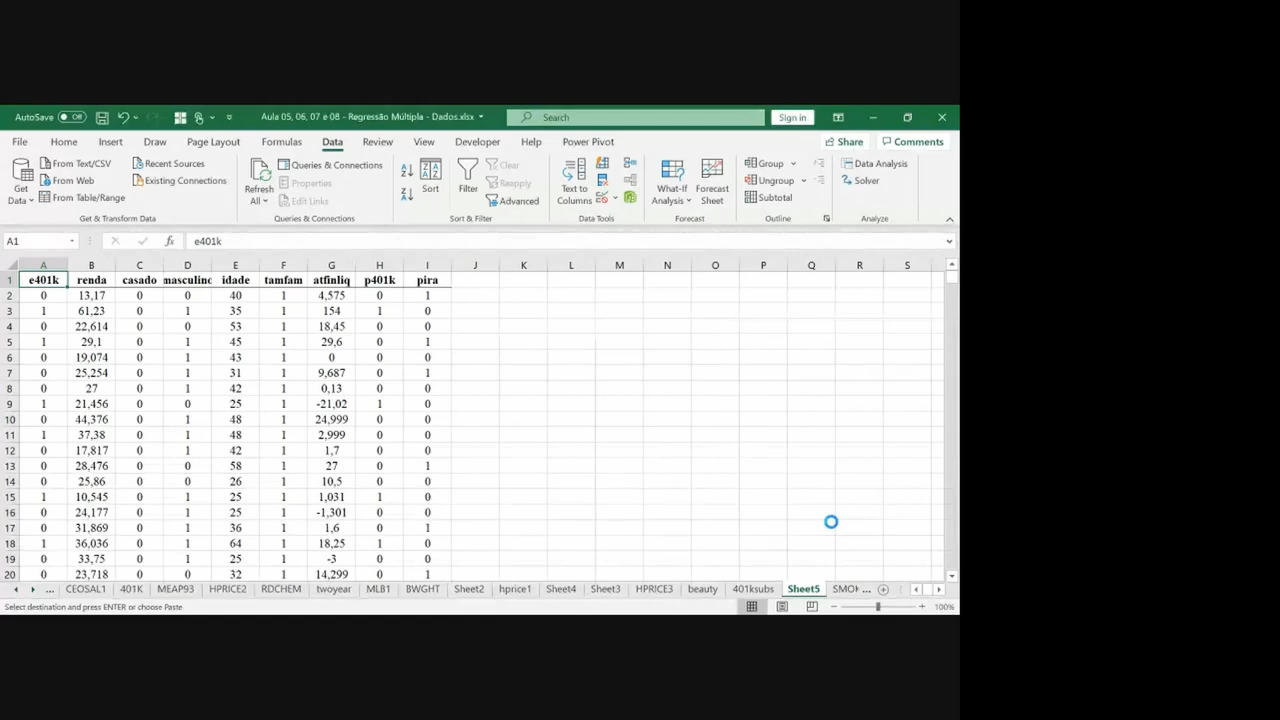 AutoSave Off Aula 05, 06, 07 e 08 - Regressão Múltipla - Dados.xlsx Search Sign in
File Home Insert Draw Page Layout Formulas Data Review View Developer Help Power Pivot Share Comments
Get Data From Text/CSV From Web From Table/Range Recent Sources Existing Connections Refresh All Queries & Connections Properties Edit Links Sort Filter Clear Reapply Advanced Text to Columns What-If Analysis Forecast Sheet Group Ungroup Subtotal Data Analysis Solver
Get & Transform Data Queries & Connections Sort & Filter Data Tools Forecast Outline Analyze
A1 fx e401k
A B C D E F G H I J K L M N O P Q R S
1 e401k renda casado masculino idade tamfam atfinliq p401k pira
2 0 13,17 0 0 40 1 4,575 0 1
3 1 61,23 0 1 35 1 154 1 0
4 0 22,614 0 0 53 1 18,45 0 0
5 1 29,1 0 1 45 1 29,6 0 1
6 0 19,074 0 1 43 1 0 0 0
7 0 25,254 0 1 31 1 9,687 0 1
8 0 27 0 1 42 1 0,13 0 0
9 1 21,456 0 0 25 1 -21,02 1 0
10 0 44,376 0 1 48 1 24,999 0 0
11 1 37,38 0 1 48 1 2,999 0 0
12 0 17,817 0 1 42 1 1,7 0 0
13 0 28,476 0 0 58 1 27 0 1
14 0 25,86 0 0 26 1 10,5 0 0
15 1 10,545 0 1 25 1 1,031 1 0
16 0 24,177 0 1 25 1 -1,301 0 0
17 0 31,869 0 1 36 1 1,6 0 1
18 1 36,036 0 1 64 1 18,25 1 0
19 0 33,75 0 1 25 1 -3 0 0
20 0 23,718 0 0 32 1 14,299 0 1
... CEOSAL1 401K MEAP93 HPRICE2 RDCHEM twoyear MLB1 BWGHT Sheet2 hprice1 Sheet4 Sheet3 HPRICE3 beauty 401ksubs Sheet5 SMOK ...
Select destination and press ENTER or choose Paste 100%